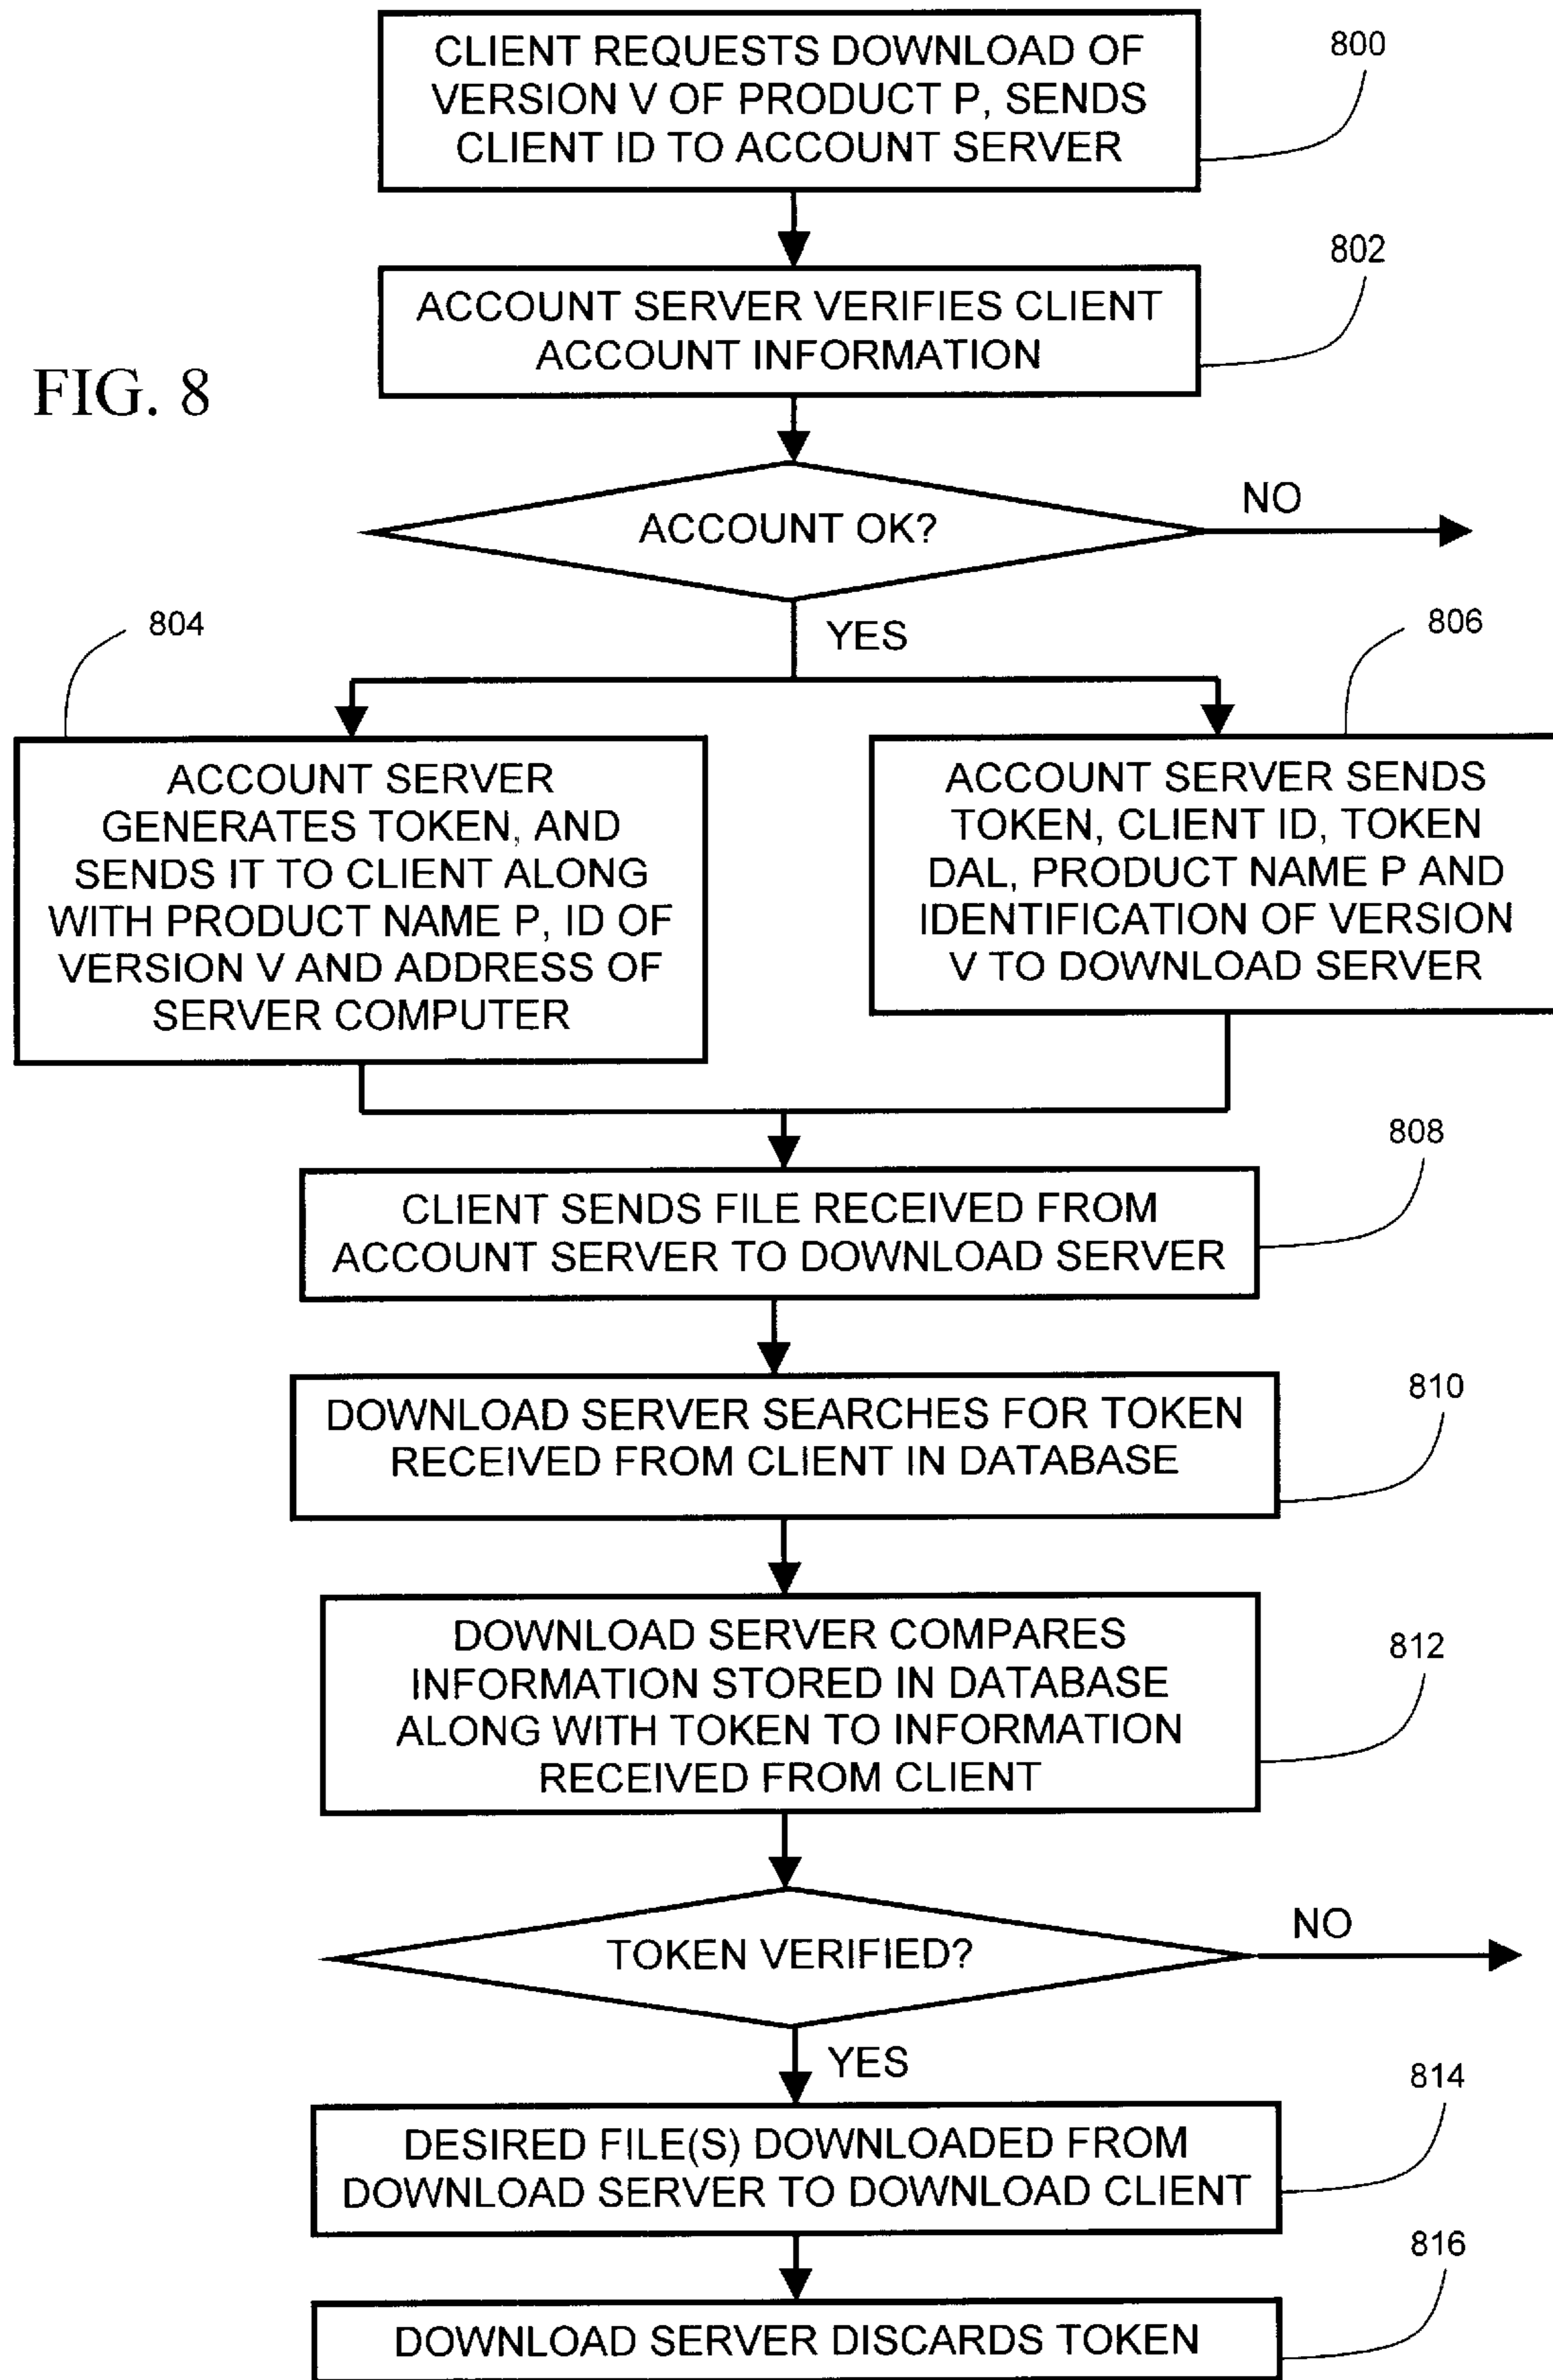 CLIENT REQUESTS DOWNLOAD OF
VERSION V OF PRODUCT P, SENDS
CLIENT ID TO ACCOUNT SERVER
800
802
ACCOUNT SERVER VERIFIES CLIENT
ACCOUNT INFORMATION
FIG. 8
ACCOUNT OK?
NO
YES
804
806
ACCOUNT SERVER
GENERATES TOKEN, AND
SENDS IT TO CLIENT ALONG
WITH PRODUCT NAME P, ID OF
VERSION V AND ADDRESS OF
SERVER COMPUTER
ACCOUNT SERVER SENDS
TOKEN, CLIENT ID, TOKEN
DAL, PRODUCT NAME P AND
IDENTIFICATION OF VERSION
V TO DOWNLOAD SERVER
808
CLIENT SENDS FILE RECEIVED FROM
ACCOUNT SERVER TO DOWNLOAD SERVER
810
DOWNLOAD SERVER SEARCHES FOR TOKEN
RECEIVED FROM CLIENT IN DATABASE
812
DOWNLOAD SERVER COMPARES
INFORMATION STORED IN DATABASE
ALONG WITH TOKEN TO INFORMATION
RECEIVED FROM CLIENT
TOKEN VERIFIED?
NO
YES
814
DESIRED FILE(S) DOWNLOADED FROM
DOWNLOAD SERVER TO DOWNLOAD CLIENT
816
DOWNLOAD SERVER DISCARDS TOKEN